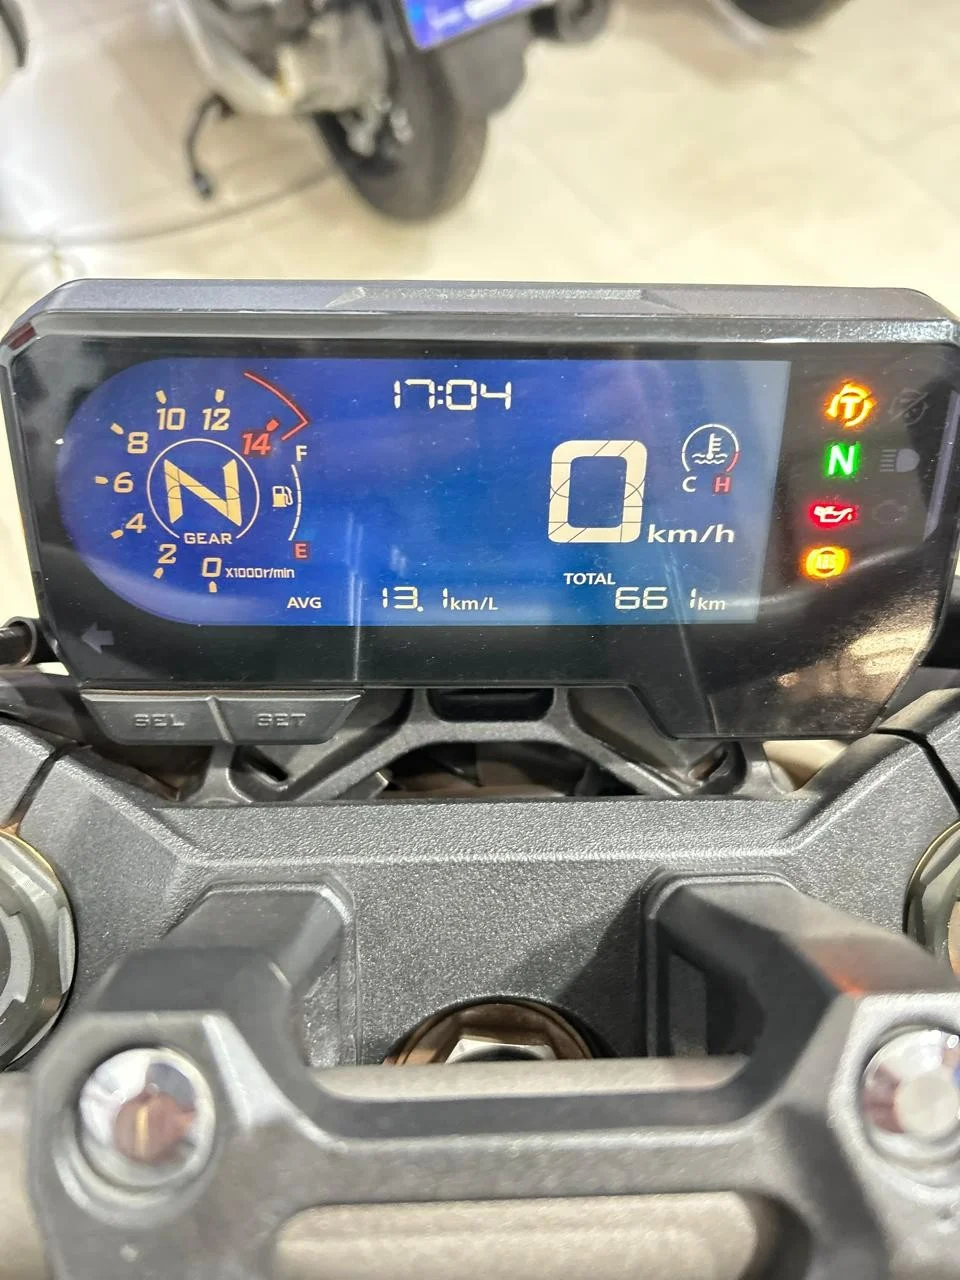 17:04
10 12
8 14
6 N
4 GEAR
2 0 X1000r/min
F
E
C H
0 km/h
AVG 13.1 km/L
TOTAL
661 km
T
N
ABS
SEL SET